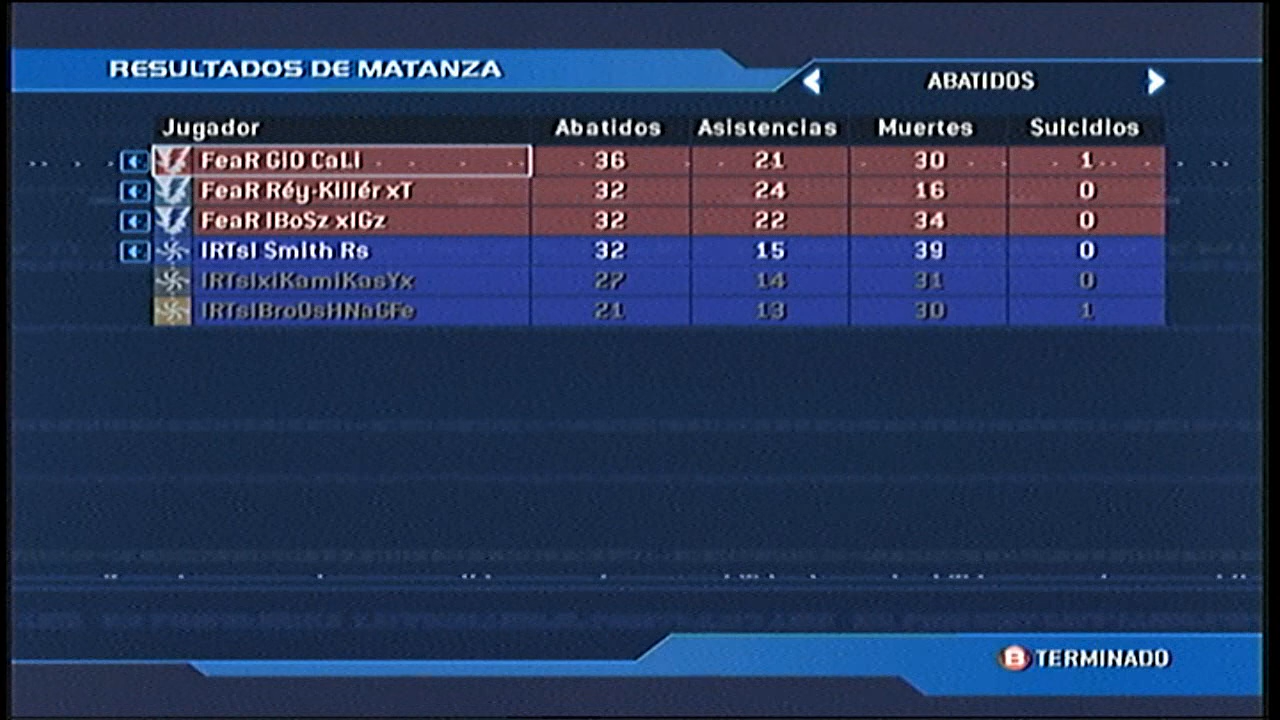 RESULTADOS DE MATANZA
ABATIDOS
Jugador Abatidos Asistencias Muertes Suicidios
FeaR GiO CaLi 36 21 30 1
FeaR Réy-Killér xT 32 24 16 0
FeaR IBoSz xIGz 32 22 34 0
IRTsI Smith Rs 32 15 39 0
IRTsIxiKamiKasYx 27 14 31 0
IRTsIBroOsHNaGFe 21 13 30 1
B TERMINADO